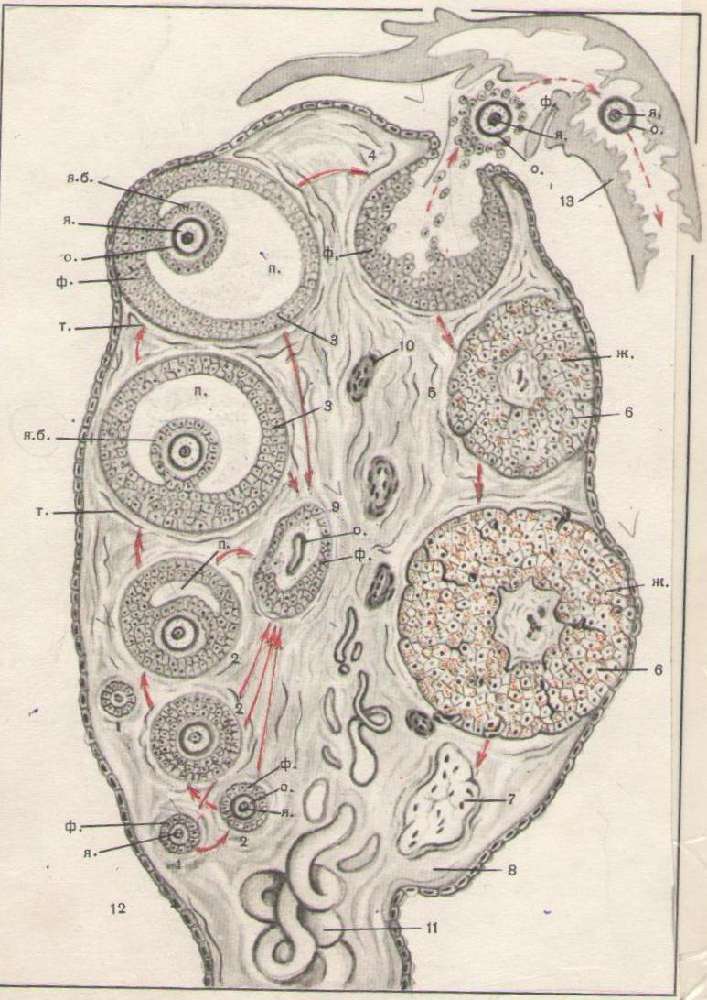 ф.
я.
о.
я.
о.
13
4
я.б.
я.
о.
ф.
п.
ф.
т.
3
10
ж.
5
6
п.
3
я.б.
т.
9
о.
ф.
п.
ж.
2
6
1
2
ф.
о.
я.
7
ф.
я.
1
2
8
12
11